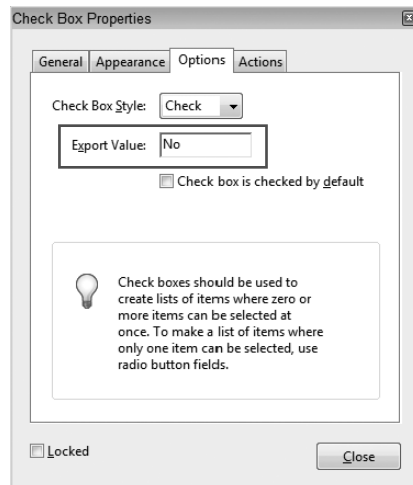 Check Box Properties
General Appearance Options Actions
Check Box Style: Check
Export Value: No
Check box is checked by default
Check boxes should be used to
create lists of items where zero or
more items can be selected at
once. To make a list of items where
only one item can be selected, use
radio button fields.
Locked
Close